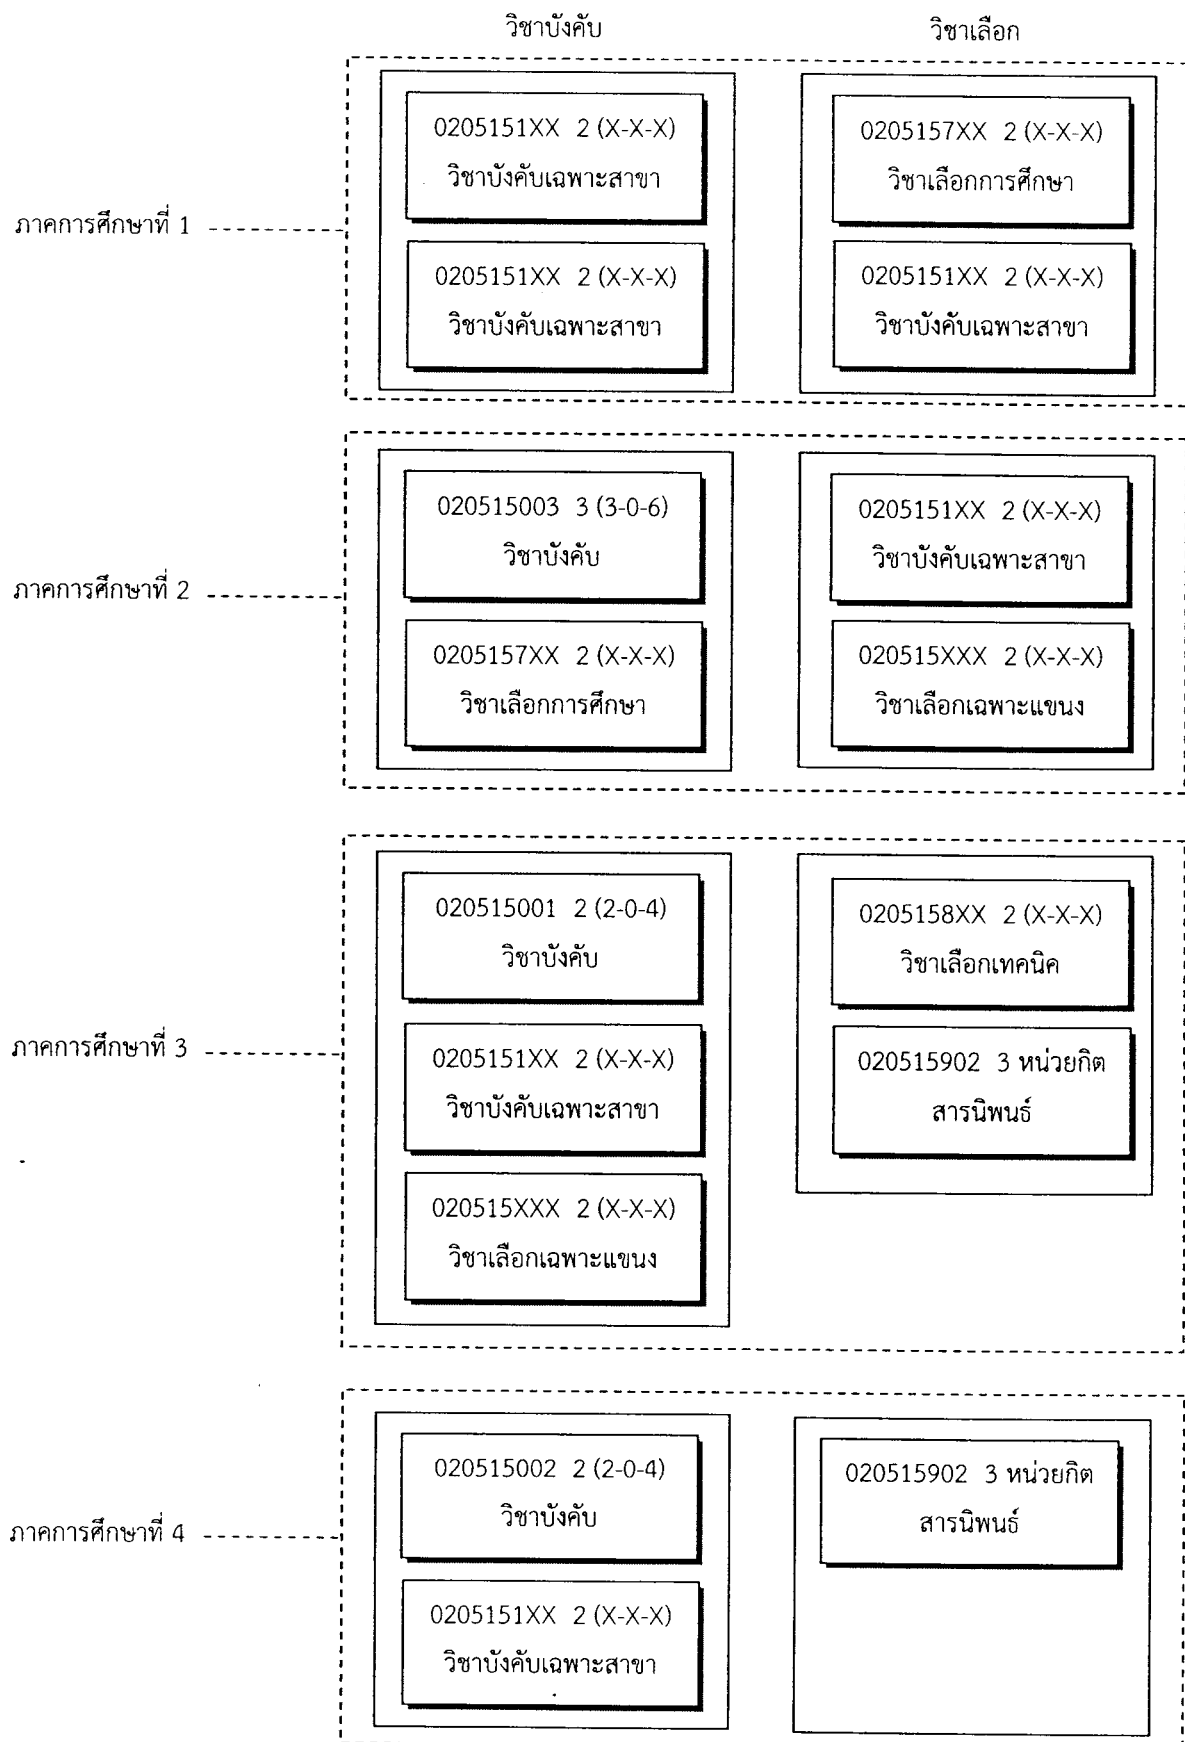 วิชาบังคับ
วิชาเลือก
ภาคการศึกษาที่ 1
0205151XX 2 (X-X-X)
วิชาบังคับเฉพาะสาขา
0205151XX 2 (X-X-X)
วิชาบังคับเฉพาะสาขา
0205157XX 2 (X-X-X)
วิชาเลือกการศึกษา
0205151XX 2 (X-X-X)
วิชาบังคับเฉพาะสาขา
ภาคการศึกษาที่ 2
020515003 3 (3-0-6)
วิชาบังคับ
0205157XX 2 (X-X-X)
วิชาเลือกการศึกษา
0205151XX 2 (X-X-X)
วิชาบังคับเฉพาะสาขา
020515XXX 2 (X-X-X)
วิชาเลือกเฉพาะแขนง
ภาคการศึกษาที่ 3
020515001 2 (2-0-4)
วิชาบังคับ
0205151XX 2 (X-X-X)
วิชาบังคับเฉพาะสาขา
020515XXX 2 (X-X-X)
วิชาเลือกเฉพาะแขนง
0205158XX 2 (X-X-X)
วิชาเลือกเทคนิค
020515902 3 หน่วยกิต
สารนิพนธ์
ภาคการศึกษาที่ 4
020515002 2 (2-0-4)
วิชาบังคับ
0205151XX 2 (X-X-X)
วิชาบังคับเฉพาะสาขา
020515902 3 หน่วยกิต
สารนิพนธ์